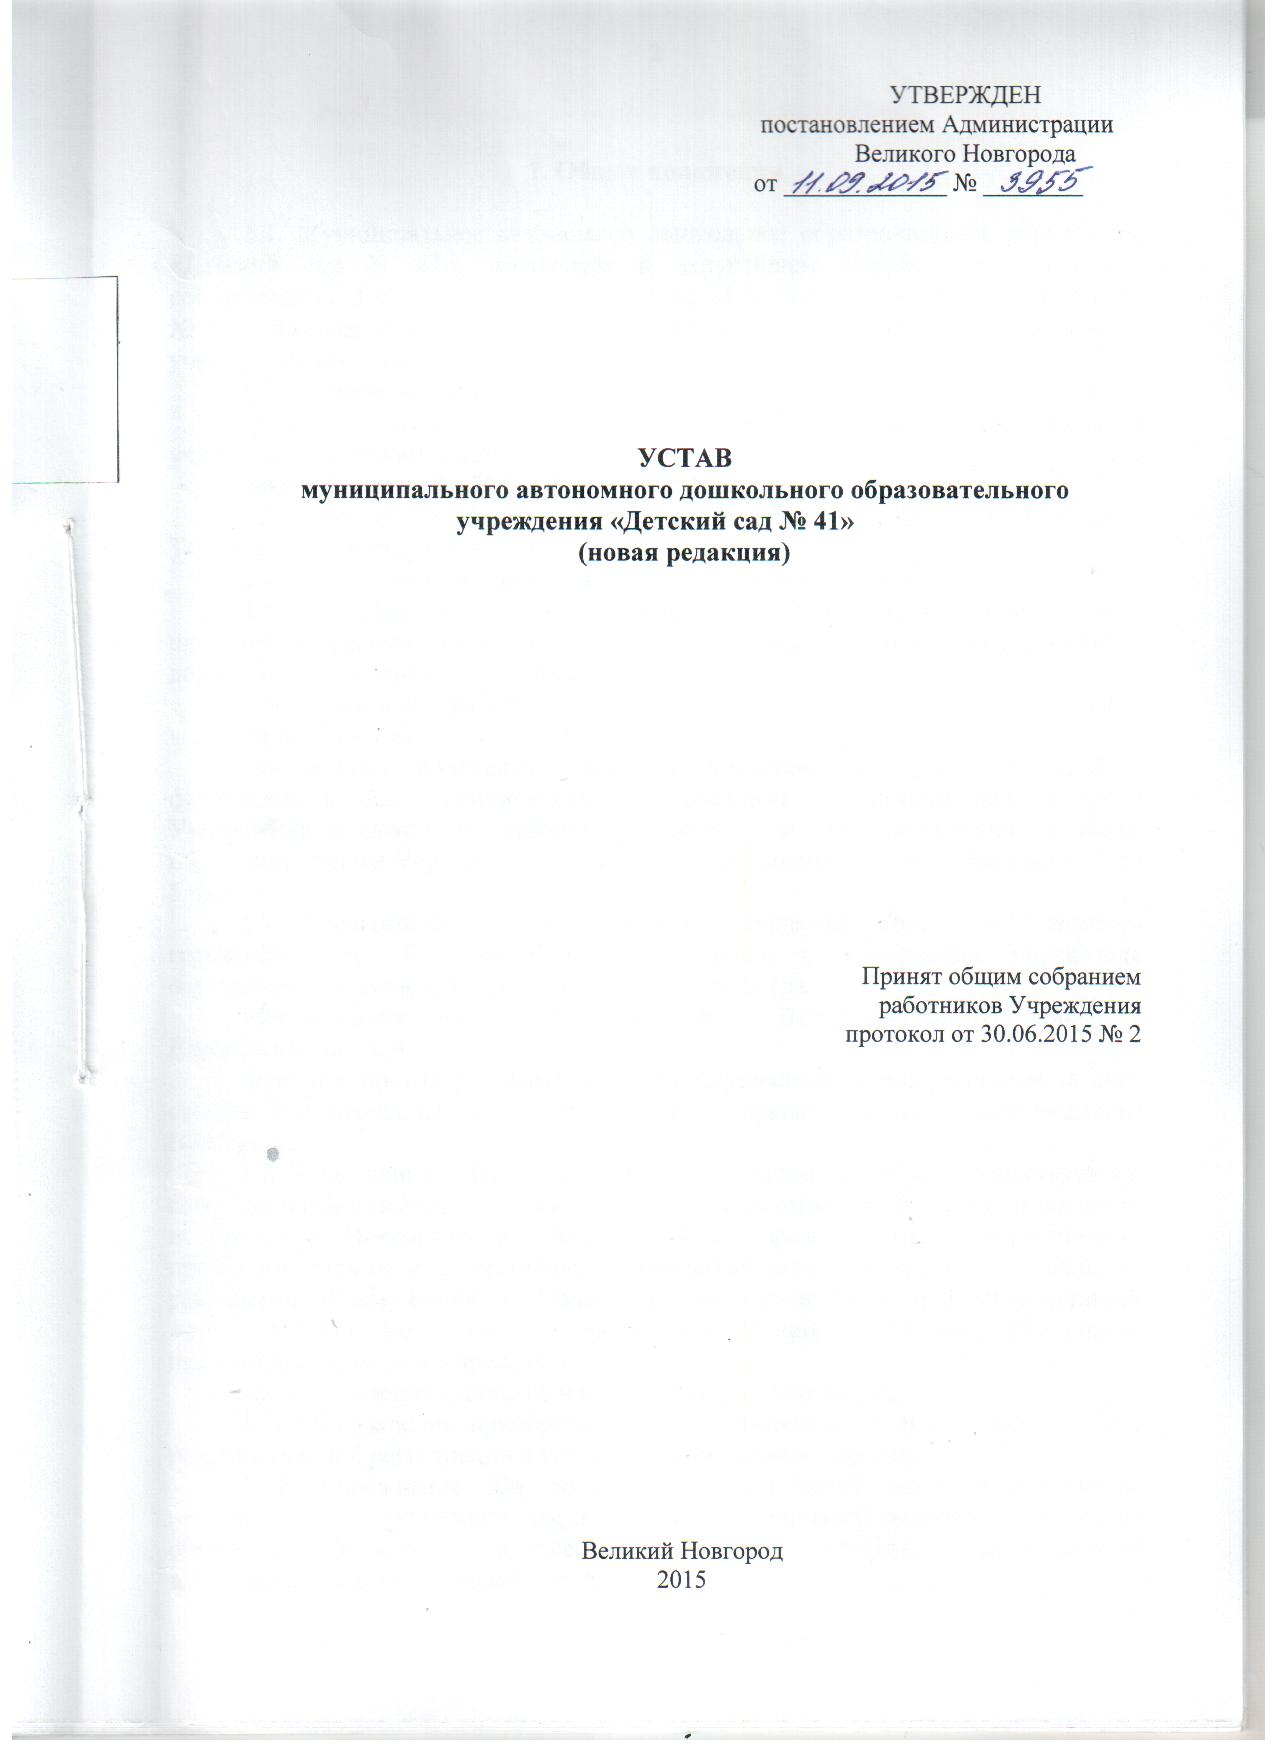 УТВЕРЖДЕН
постановлением Администрации
Великого Новгорода
от 11.09.2015 № 3955
УСТАВ
муниципального автономного дошкольного образовательного
учреждения «Детский сад № 41»
(новая редакция)
Принят общим собранием
работников Учреждения
протокол от 30.06.2015 № 2
Великий Новгород
2015